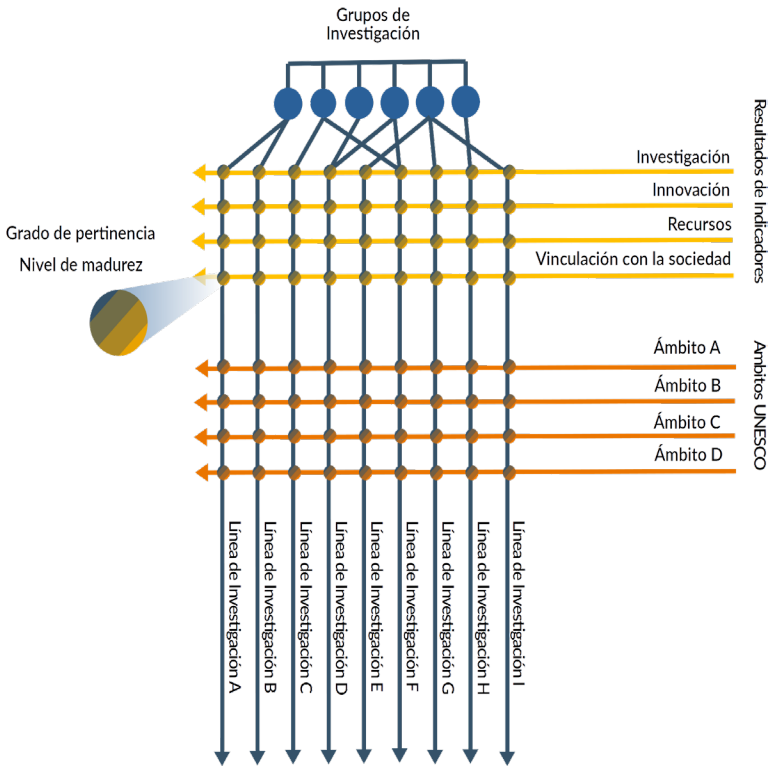 Grupos de
Investigación
Investigación
Innovación
Recursos
Vinculación con la sociedad
Resultados de Indicadores
Grado de pertinencia
Nivel de madurez
Ámbito A
Ámbito B
Ámbito C
Ámbito D
Ambitos UNESCO
Línea de Investigación A
Línea de Investigación B
Línea de Investigación C
Línea de Investigación D
Línea de Investigación E
Línea de Investigación F
Línea de Investigación G
Línea de Investigación H
Línea de Investigación I